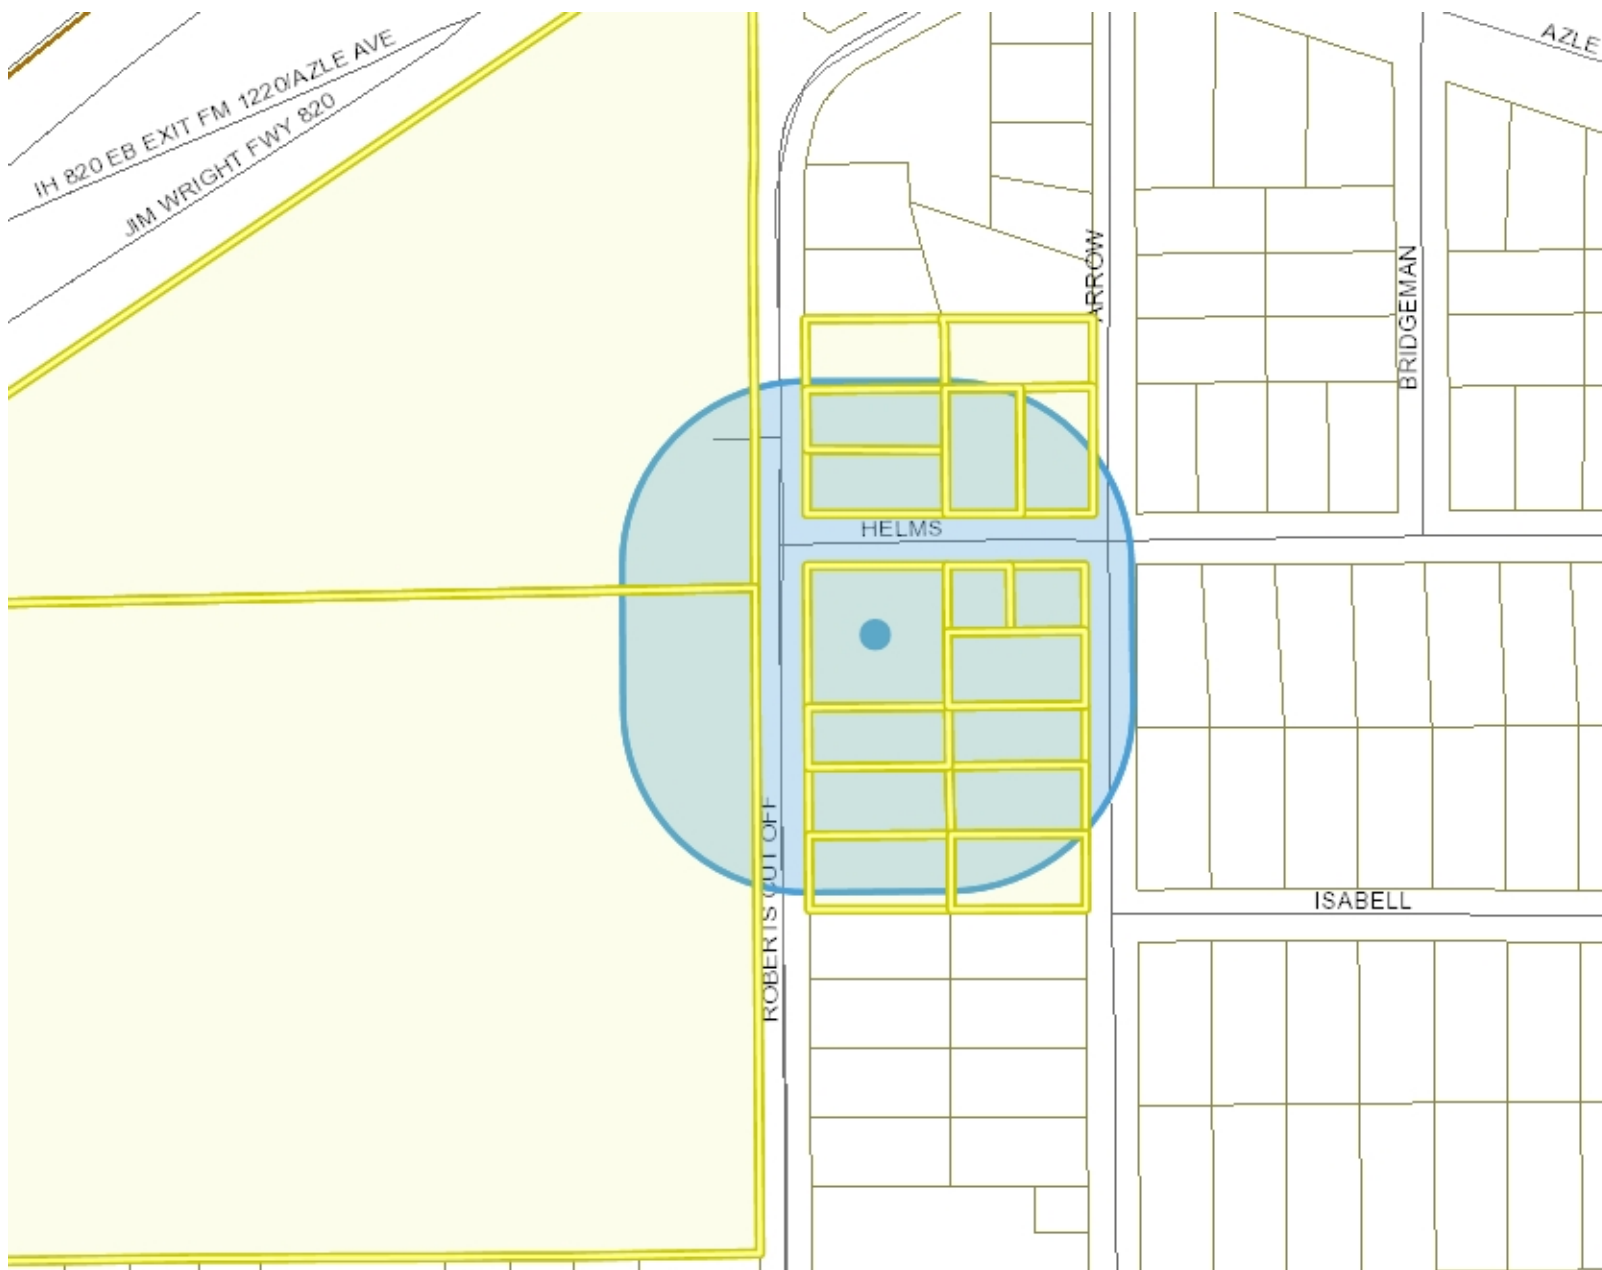 AZLE
IH 820 EB EXIT FM 1220/AZLE AVE
JIM WRIGHT FWY 820
ARROW
BRIDGEMAN
HELMS
ROBERTS CUT OFF
ISABELL